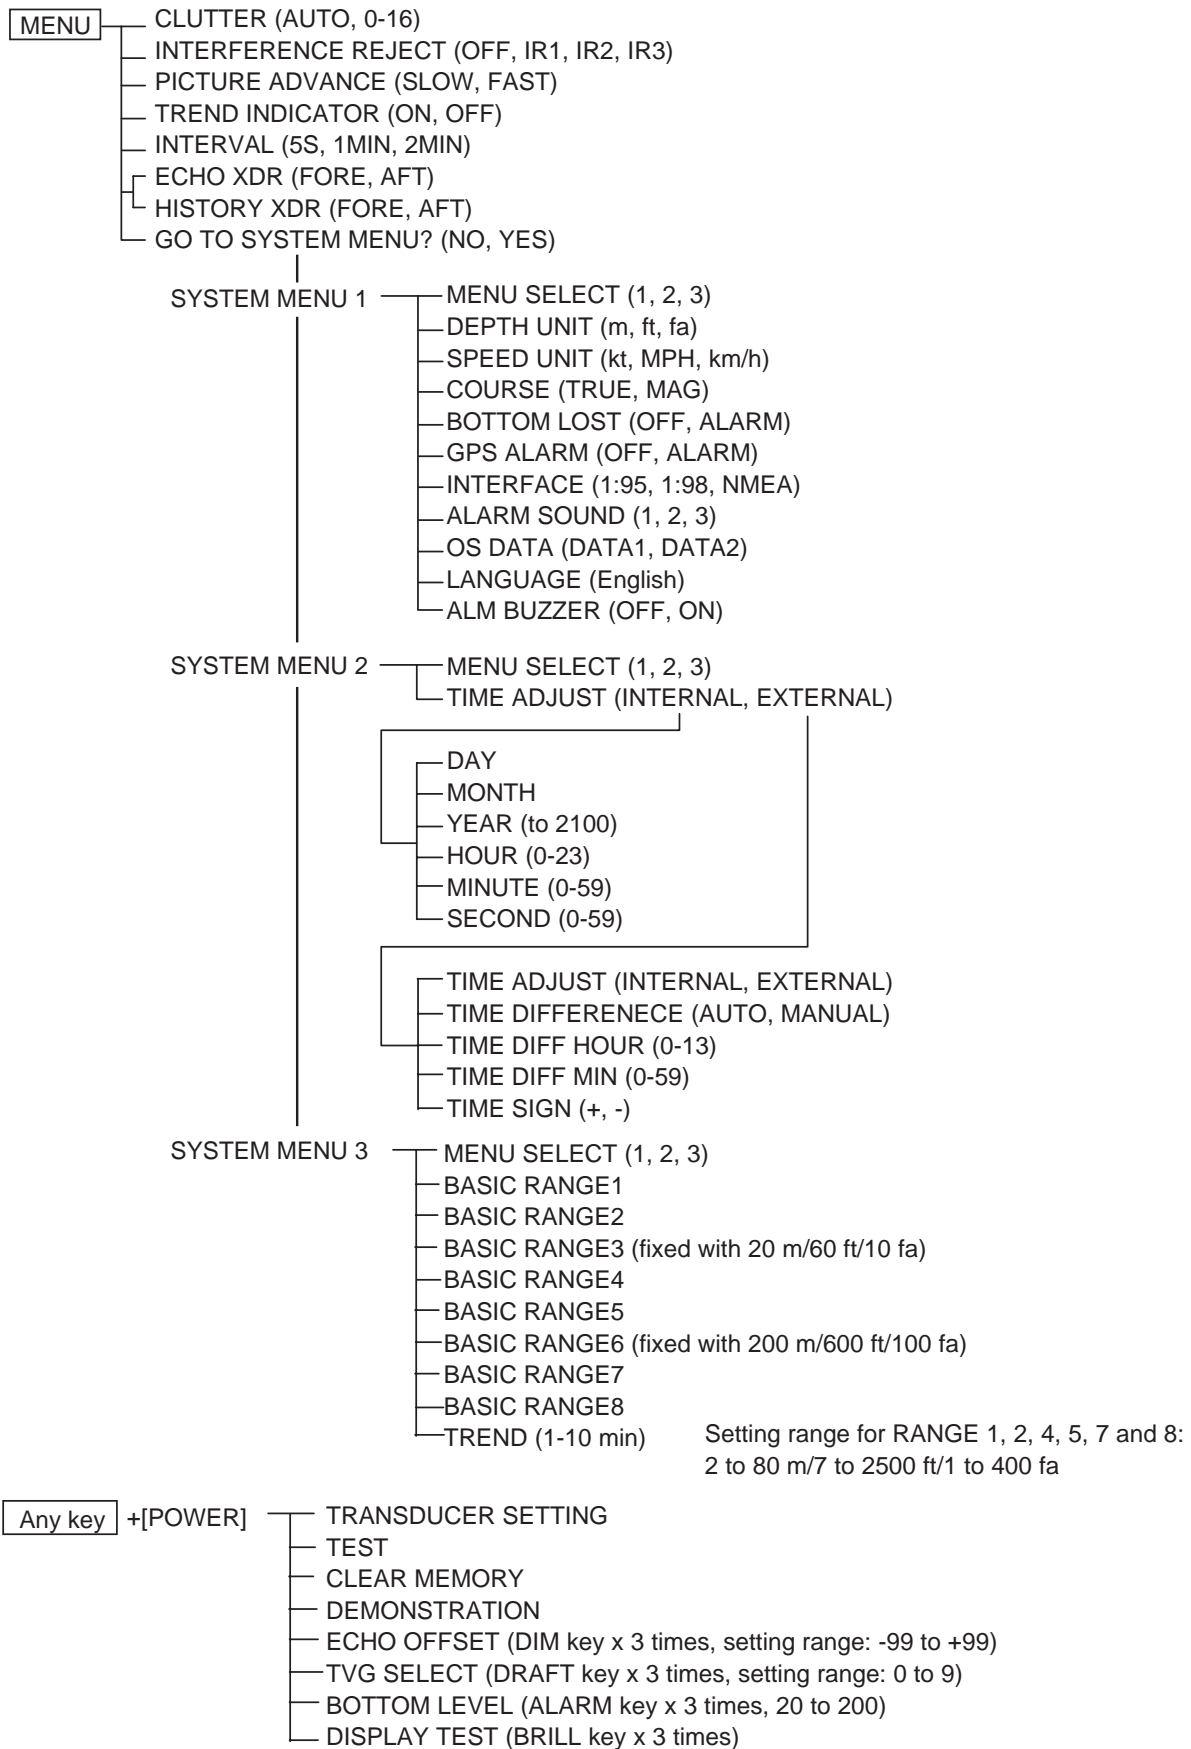 MENU
CLUTTER (AUTO, 0-16)
INTERFERENCE REJECT (OFF, IR1, IR2, IR3)
PICTURE ADVANCE (SLOW, FAST)
TREND INDICATOR (ON, OFF)
INTERVAL (5S, 1MIN, 2MIN)
ECHO XDR (FORE, AFT)
HISTORY XDR (FORE, AFT)
GO TO SYSTEM MENU? (NO, YES)
SYSTEM MENU 1
MENU SELECT (1, 2, 3)
DEPTH UNIT (m, ft, fa)
SPEED UNIT (kt, MPH, km/h)
COURSE (TRUE, MAG)
BOTTOM LOST (OFF, ALARM)
GPS ALARM (OFF, ALARM)
INTERFACE (1:95, 1:98, NMEA)
ALARM SOUND (1, 2, 3)
OS DATA (DATA1, DATA2)
LANGUAGE (English)
ALM BUZZER (OFF, ON)
SYSTEM MENU 2
MENU SELECT (1, 2, 3)
TIME ADJUST (INTERNAL, EXTERNAL)
DAY
MONTH
YEAR (to 2100)
HOUR (0-23)
MINUTE (0-59)
SECOND (0-59)
TIME ADJUST (INTERNAL, EXTERNAL)
TIME DIFFERENECE (AUTO, MANUAL)
TIME DIFF HOUR (0-13)
TIME DIFF MIN (0-59)
TIME SIGN (+, -)
SYSTEM MENU 3
MENU SELECT (1, 2, 3)
BASIC RANGE1
BASIC RANGE2
BASIC RANGE3 (fixed with 20 m/60 ft/10 fa)
BASIC RANGE4
BASIC RANGE5
BASIC RANGE6 (fixed with 200 m/600 ft/100 fa)
BASIC RANGE7
BASIC RANGE8
TREND (1-10 min)
Setting range for RANGE 1, 2, 4, 5, 7 and 8:
2 to 80 m/7 to 2500 ft/1 to 400 fa
Any key +[POWER]
TRANSDUCER SETTING
TEST
CLEAR MEMORY
DEMONSTRATION
ECHO OFFSET (DIM key x 3 times, setting range: -99 to +99)
TVG SELECT (DRAFT key x 3 times, setting range: 0 to 9)
BOTTOM LEVEL (ALARM key x 3 times, 20 to 200)
DISPLAY TEST (BRILL key x 3 times)